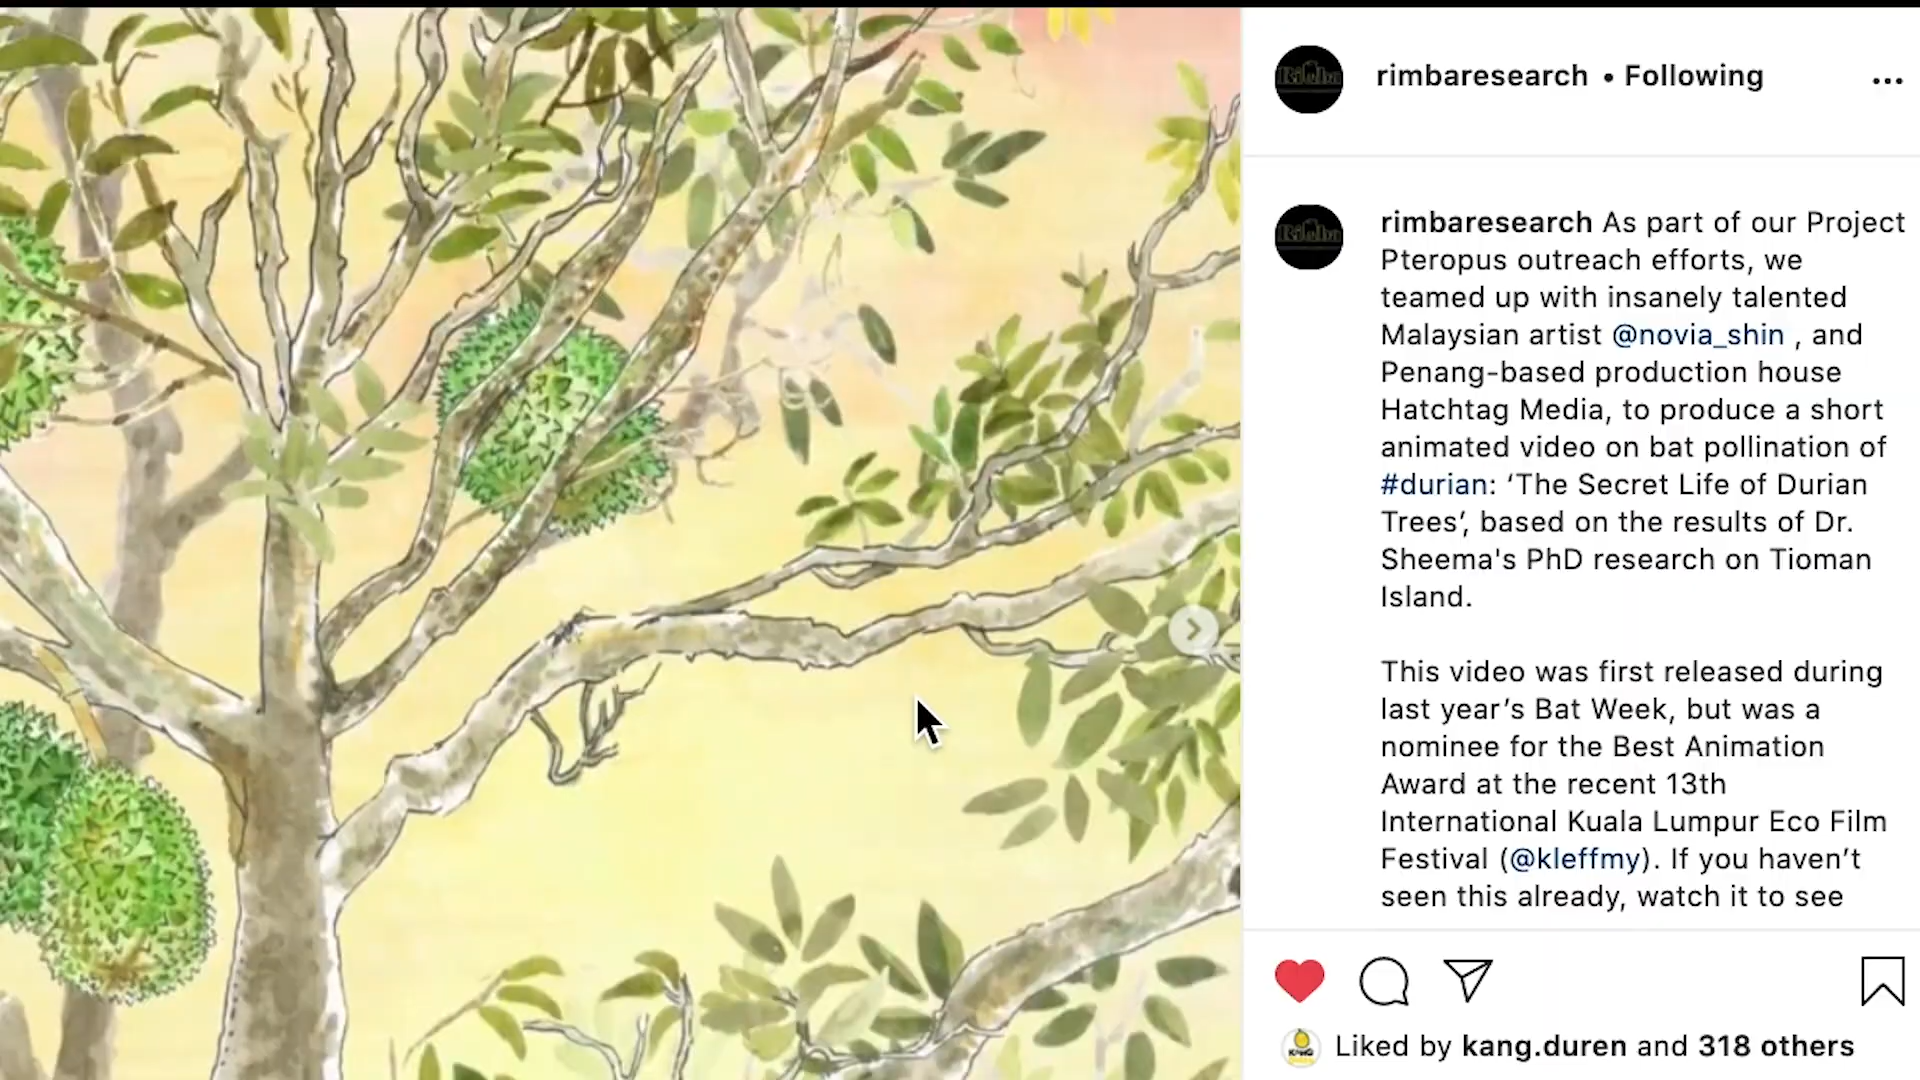 rimbaresearch • Following
rimbaresearch As part of our Project
Pteropus outreach efforts, we
teamed up with insanely talented
Malaysian artist @novia_shin , and
Penang-based production house
Hatchtag Media, to produce a short
animated video on bat pollination of
#durian: ‘The Secret Life of Durian
Trees’, based on the results of Dr.
Sheema's PhD research on Tioman
Island.
This video was first released during
last year’s Bat Week, but was a
nominee for the Best Animation
Award at the recent 13th
International Kuala Lumpur Eco Film
Festival (@kleffmy). If you haven’t
seen this already, watch it to see
Liked by kang.duren and 318 others